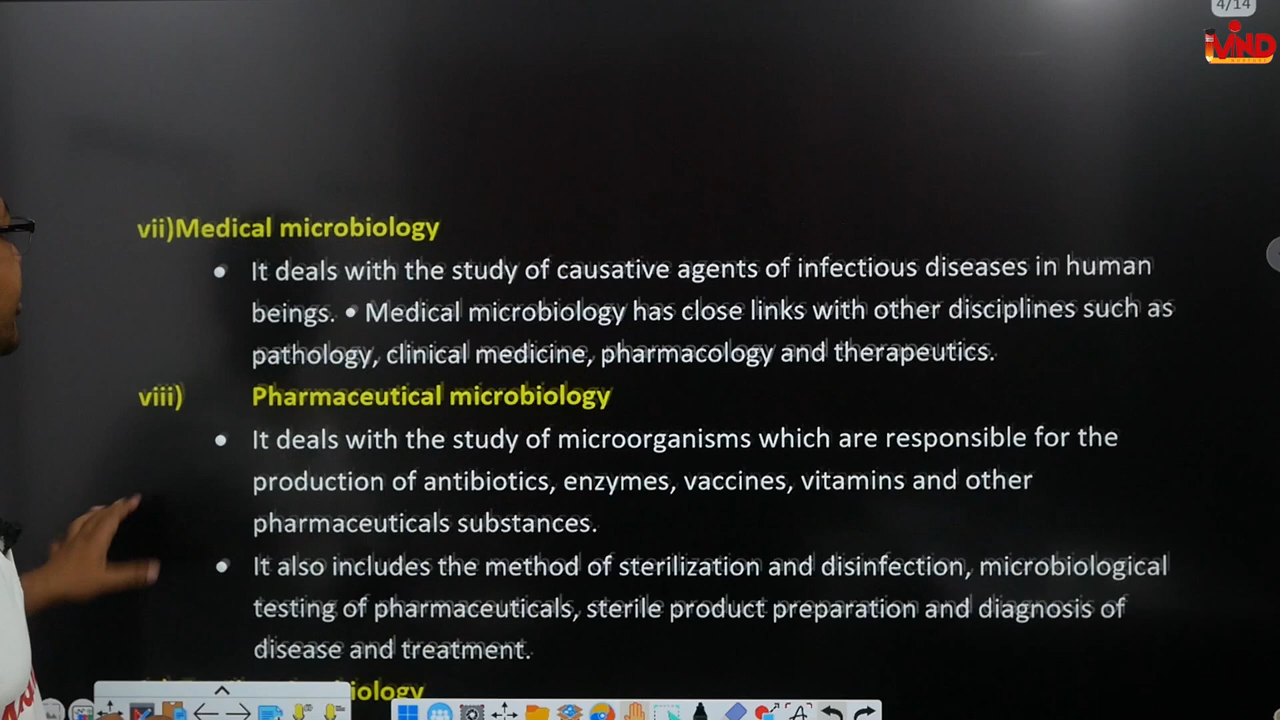 4/14
MIND
vii)Medical microbiology
• It deals with the study of causative agents of infectious diseases in human
beings. • Medical microbiology has close links with other disciplines such as
pathology, clinical medicine, pharmacology and therapeutics.
viii) Pharmaceutical microbiology
• It deals with the study of microorganisms which are responsible for the
production of antibiotics, enzymes, vaccines, vitamins and other
pharmaceuticals substances.
• It also includes the method of sterilization and disinfection, microbiological
testing of pharmaceuticals, sterile product preparation and diagnosis of
disease and treatment.